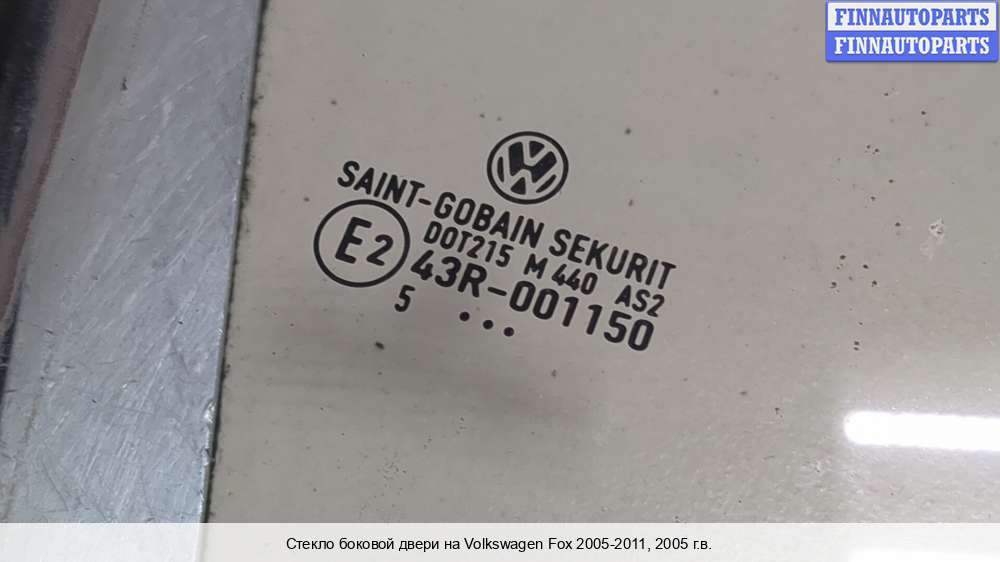 FINNAUTOPARTS
FINNAUTOPARTS
SAINT-GOBAIN SEKURIT
E2
DOT215 M 440 AS2
43R-001150
5 ...
Стекло боковой двери на Volkswagen Fox 2005-2011, 2005 г.в.